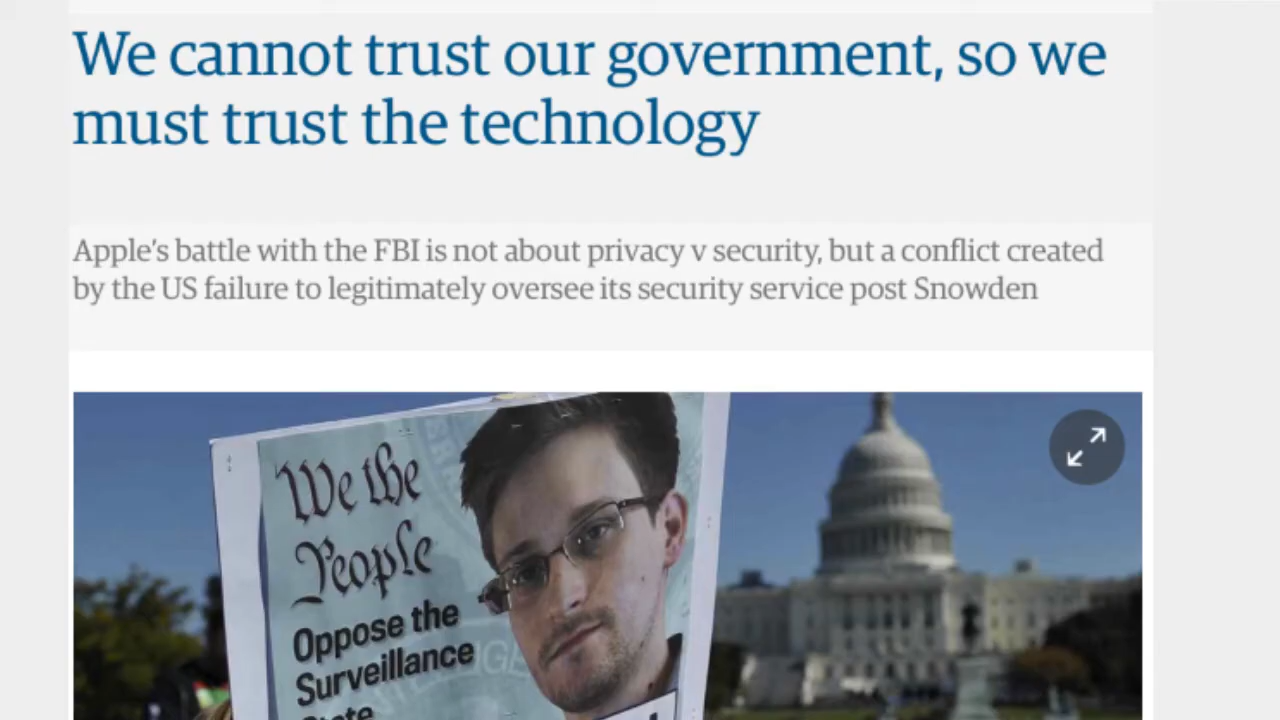 We cannot trust our government, so we
must trust the technology
Apple's battle with the FBI is not about privacy v security, but a conflict created
by the US failure to legitimately oversee its security service post Snowden
We the
People
Oppose the
Surveillance
State